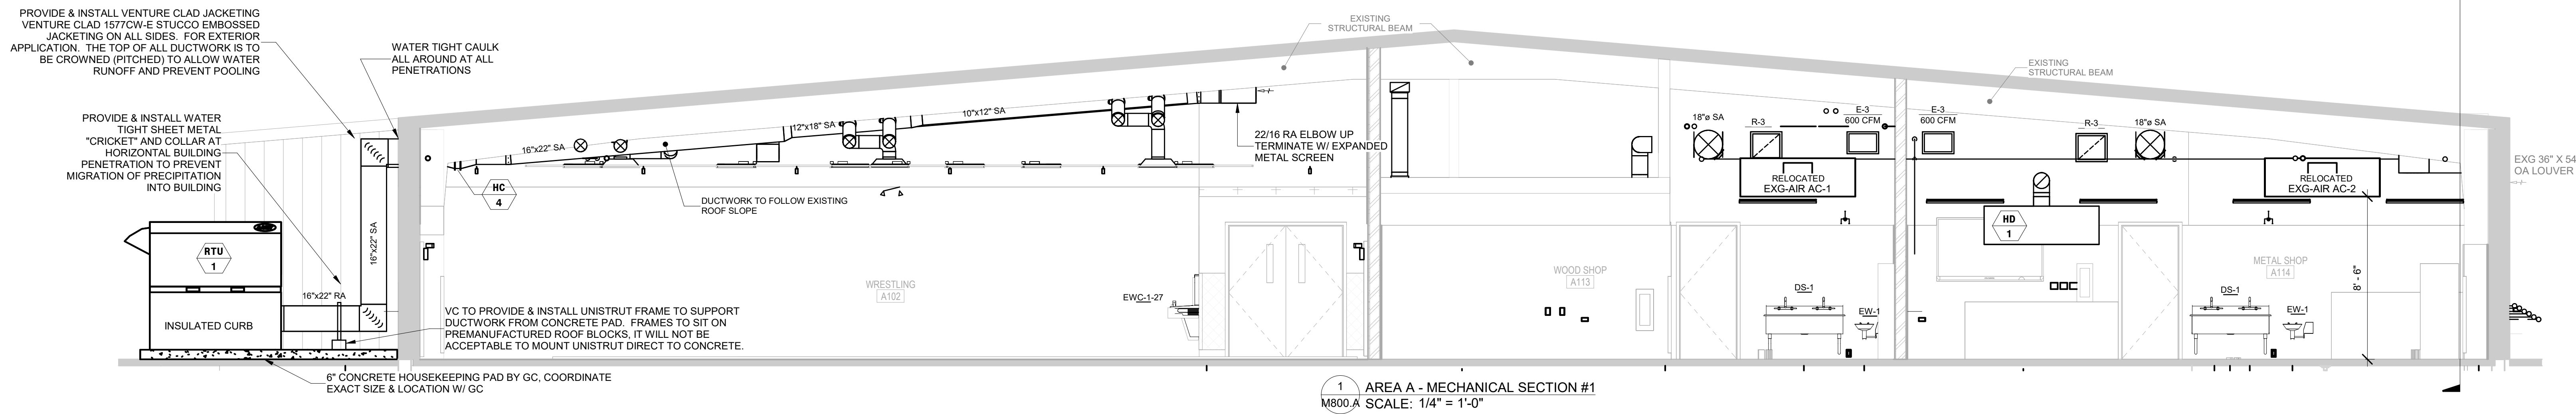 PROVIDE & INSTALL VENTURE CLAD JACKETING
VENTURE CLAD 1577CW-E STUCCO EMBOSSED
JACKETING ON ALL SIDES.  FOR EXTERIOR
APPLICATION.  THE TOP OF ALL DUCTWORK IS TO
BE CROWNED (PITCHED) TO ALLOW WATER
RUNOFF AND PREVENT POOLING
WATER TIGHT CAULK
ALL AROUND AT ALL
PENETRATIONS
PROVIDE & INSTALL WATER
TIGHT SHEET METAL
"CRICKET" AND COLLAR AT
HORIZONTAL BUILDING
PENETRATION TO PREVENT
MIGRATION OF PRECIPITATION
INTO BUILDING
RTU
1
INSULATED CURB
16"x22" RA
16"x22" SA
HC
4
16"x22" SA
12"x18" SA
10"x12" SA
DUCTWORK TO FOLLOW EXISTING
ROOF SLOPE
VC TO PROVIDE & INSTALL UNISTRUT FRAME TO SUPPORT
DUCTWORK FROM CONCRETE PAD.  FRAMES TO SIT ON
PREMANUFACTURED ROOF BLOCKS, IT WILL NOT BE
ACCEPTABLE TO MOUNT UNISTRUT DIRECT TO CONCRETE.
6" CONCRETE HOUSEKEEPING PAD BY GC, COORDINATE
EXACT SIZE & LOCATION W/ GC
WRESTLING
A102
EWC-1-27
22/16 RA ELBOW UP
TERMINATE W/ EXPANDED
METAL SCREEN
EXISTING
STRUCTURAL BEAM
WOOD SHOP
A113
18"ø SA
R-3
E-3
600 CFM
RELOCATED
EXG-AIR AC-1
DS-1
EW-1
E-3
600 CFM
EXISTING
STRUCTURAL BEAM
HD
1
R-3
18"ø SA
RELOCATED
EXG-AIR AC-2
METAL SHOP
A114
DS-1
EW-1
8' - 6"
EXG 36" X 54
OA LOUVER
1
M800.A
AREA A - MECHANICAL SECTION #1
SCALE: 1/4" = 1'-0"